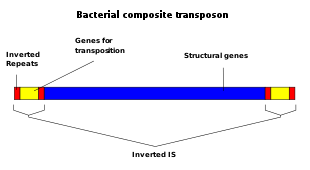 Bacterial composite transposon
Genes for
transposition
Inverted
Repeats
Structural genes
Inverted IS